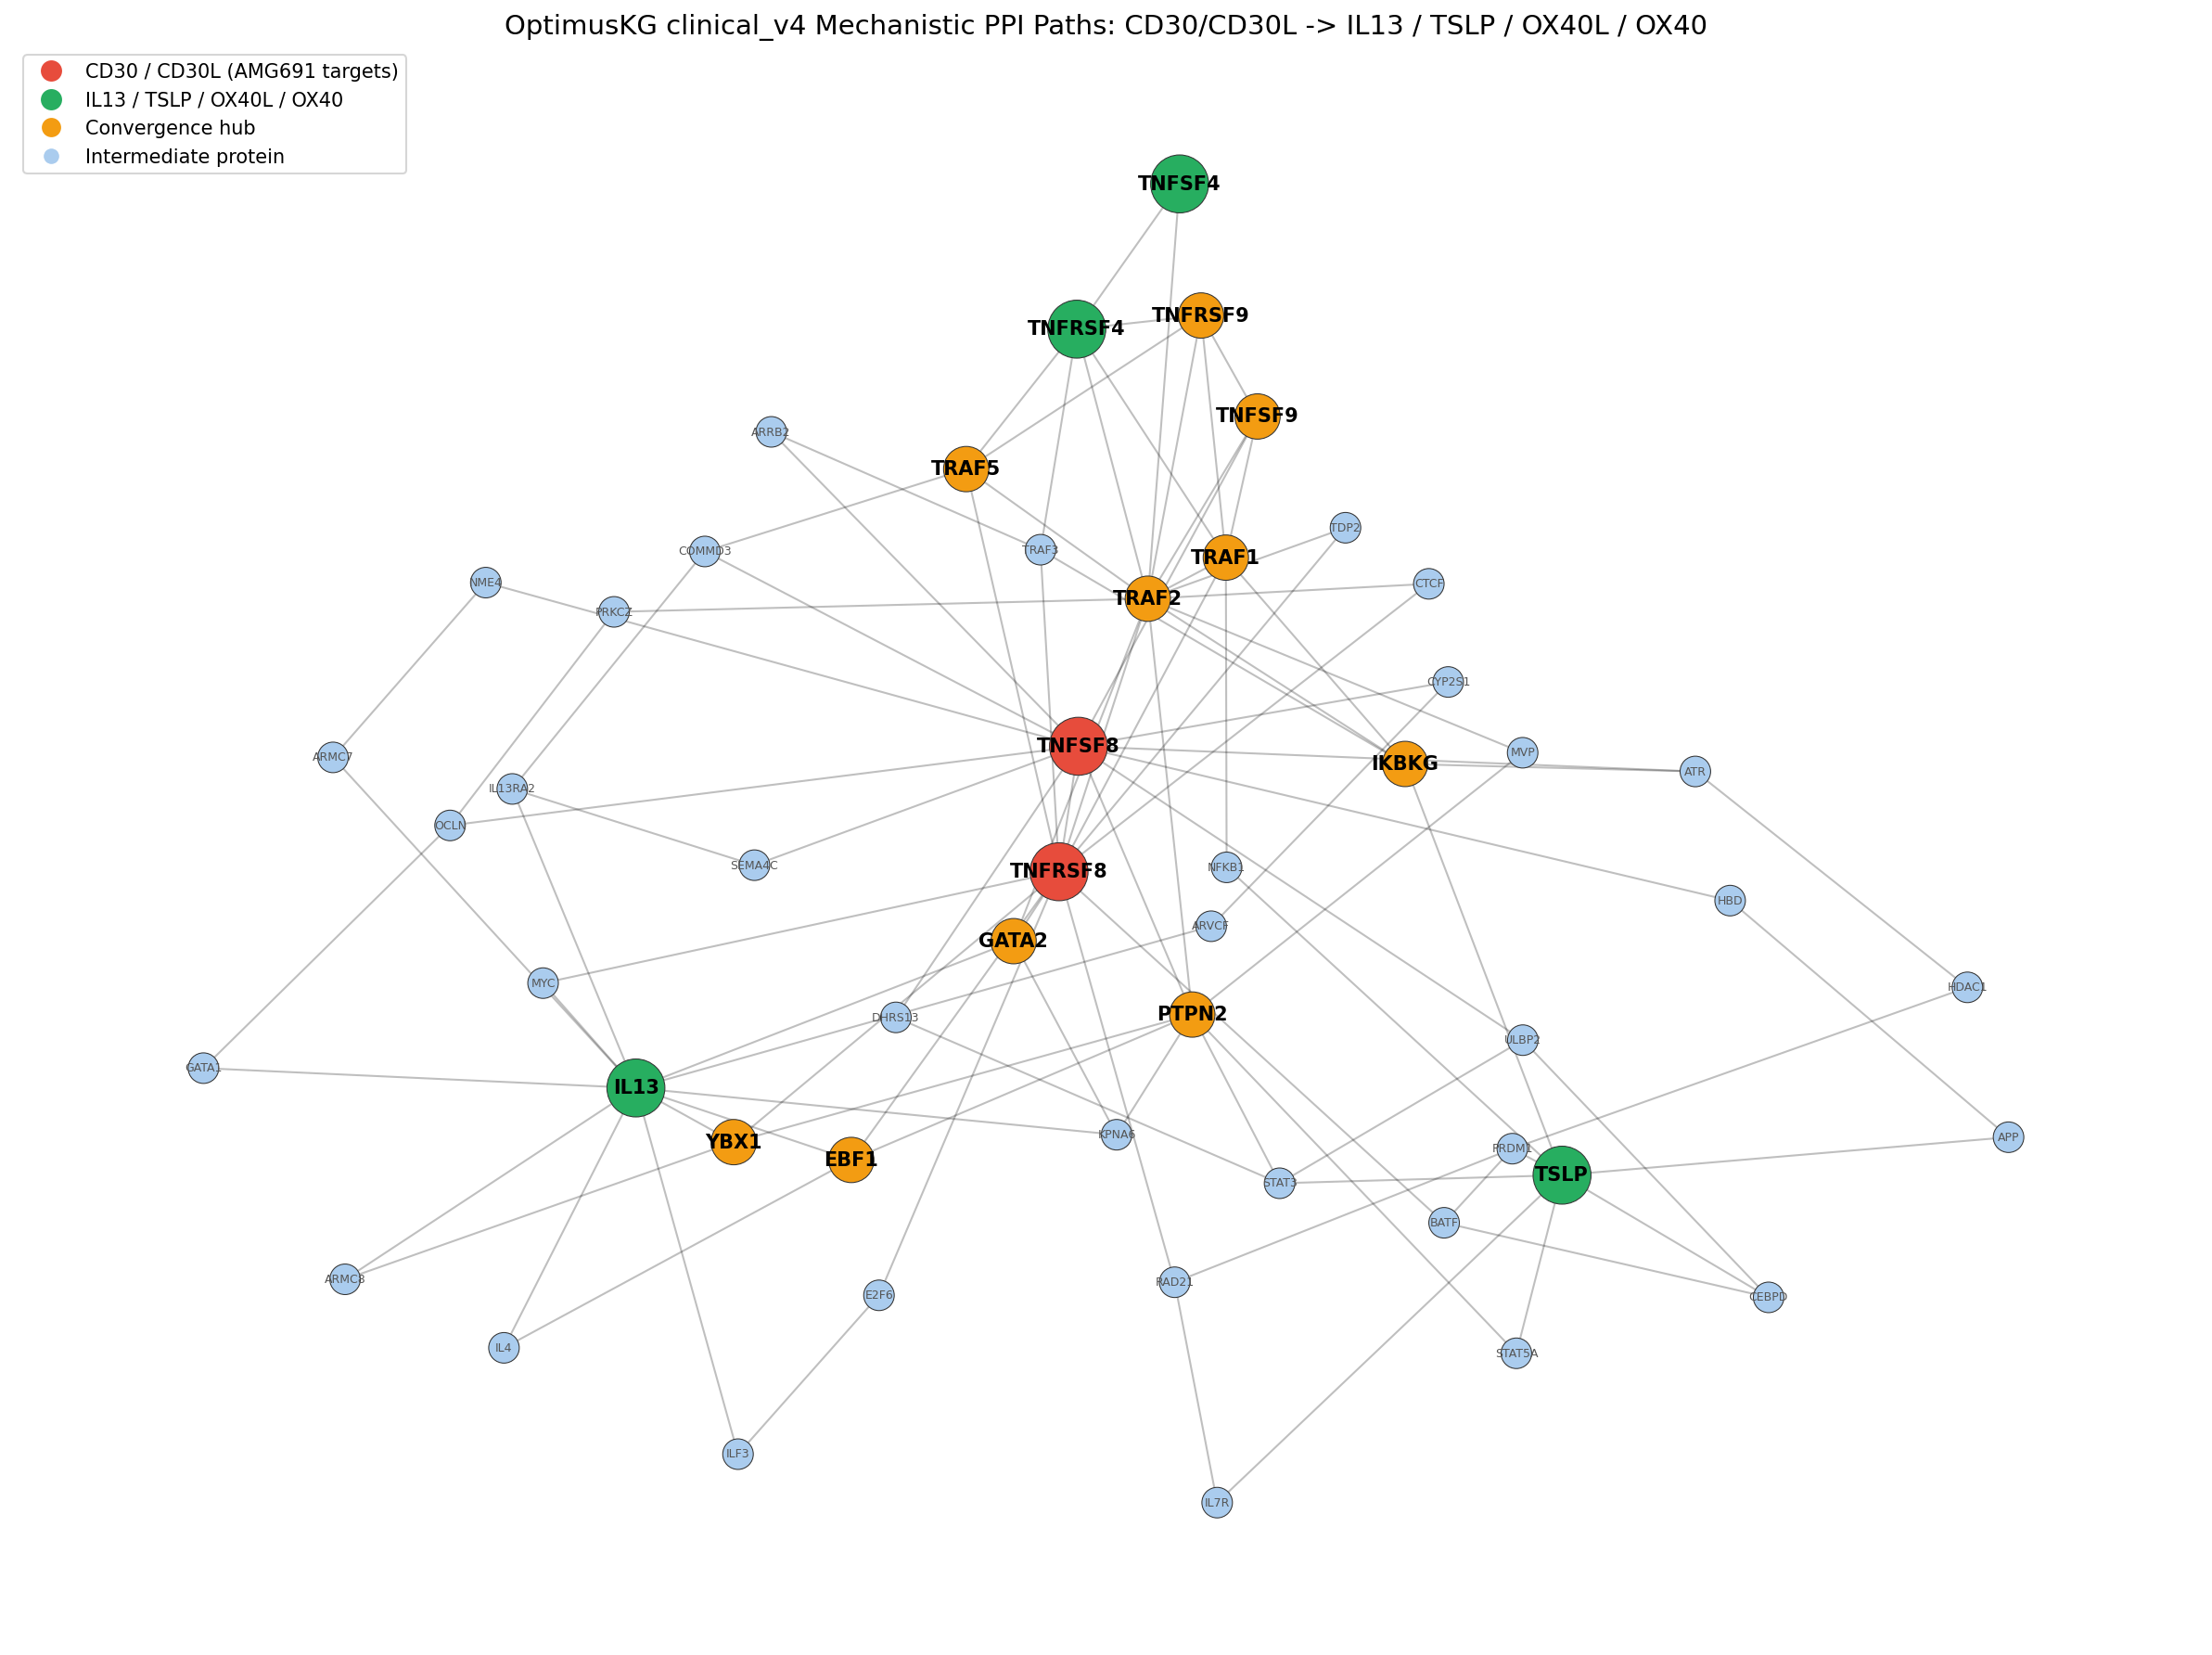 OptimusKG clinical_v4 Mechanistic PPI Paths: CD30/CD30L -> IL13 / TSLP / OX40L / OX40
CD30 / CD30L (AMG691 targets)
IL13 / TSLP / OX40L / OX40
Convergence hub
Intermediate protein
TNFSF4
TNFRSF9
TNFRSF4
TNFSF9
ARRB2
TRAF5
TDP2
TRAF3
COMMD3
TRAF1
NME4
CTCF
TRAF2
PRKCZ
CYP2S1
TNFSF8
MVP
ARMC7
IKBKG
ATR
IL13RA2
OCLN
SEMA4C
NFKB1
TNFRSF8
HBD
ARVCF
GATA2
MYC
HDAC1
PTPN2
DHRS13
ULBP2
GATA1
IL13
KPNA6
APP
YBX1
PRDM1
EBF1
TSLP
STAT3
BATF
ARMC8
RAD21
E2F6
CEBPD
IL4
STAT5A
ILF3
IL7R